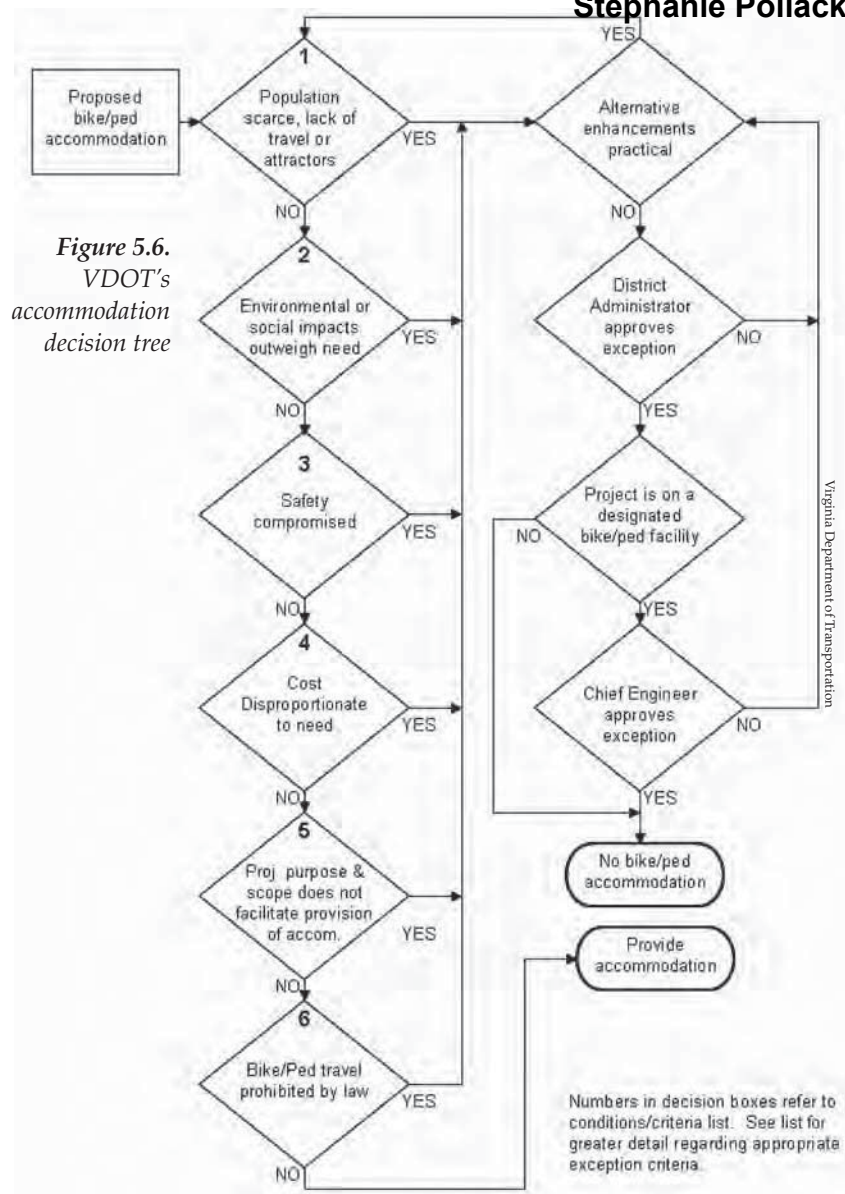 Stephanie Pollack
Proposed
bike/ped
accommodation
1
Population
scarce, lack of
travel or
attractors
YES
NO
Figure 5.6.
VDOT's
accommodation
decision tree
2
Environmental or
social impacts
outweigh need
YES
NO
3
Safety
compromised
YES
NO
4
Cost
Disproportionate
to need
YES
NO
5
Proj purpose &
scope does not
facilitate provision
of accom.
YES
NO
6
Bike/Ped travel
prohibited by law
YES
NO
YES
Alternative
enhancements
practical
NO
District
Administrator
approves
exception
NO
YES
Project is on a
designated
bike/ped facility
NO
YES
Chief Engineer
approves
exception
NO
YES
No bike/ped
accommodation
Provide
accommodation
Virginia Department of Transportation
Numbers in decision boxes refer to
conditions/criteria list. See list for
greater detail regarding appropriate
exception criteria.